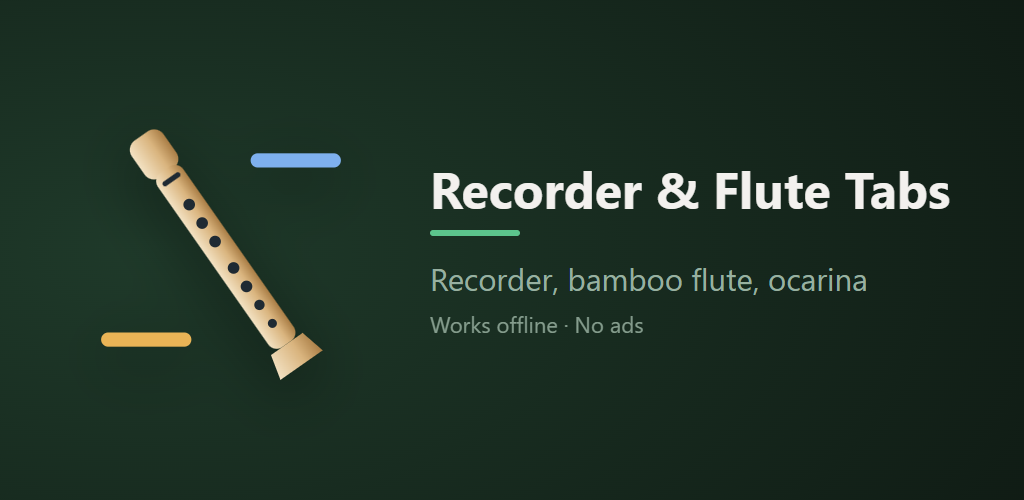 Recorder & Flute Tabs
Recorder, bamboo flute, ocarina
Works offline · No ads